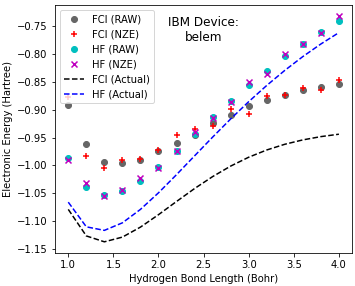 FCI (RAW)
FCI (NZE)
HF (RAW)
HF (NZE)
FCI (Actual)
HF (Actual)
IBM Device:
belem
Electronic Energy (Hartree)
−0.75
−0.80
−0.85
−0.90
−0.95
−1.00
−1.05
−1.10
−1.15
1.0 1.5 2.0 2.5 3.0 3.5 4.0
Hydrogen Bond Length (Bohr)